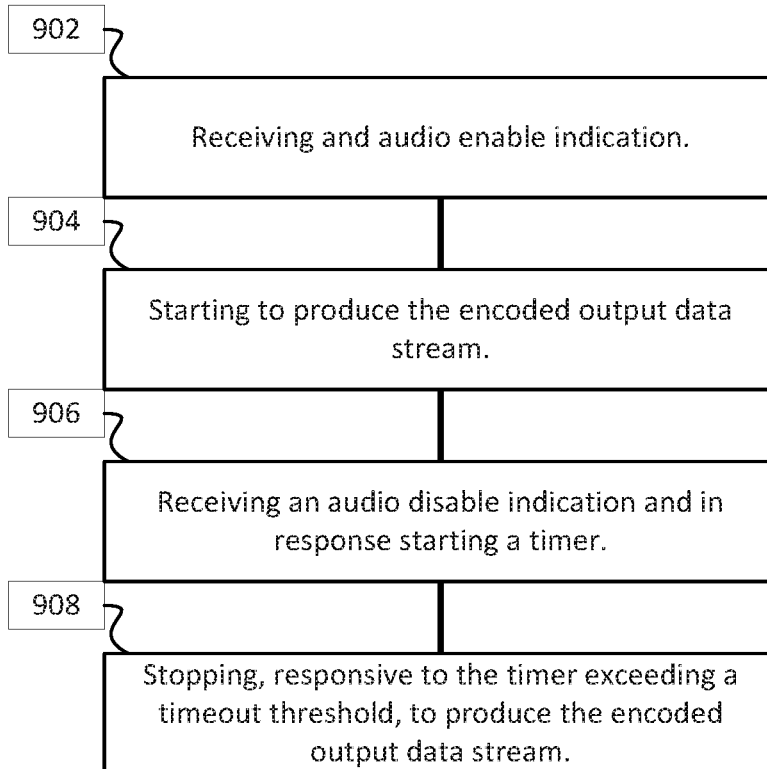 902
Receiving and audio enable indication.
904
Starting to produce the encoded output data
stream.
906
Receiving an audio disable indication and in
response starting a timer.
908
Stopping, responsive to the timer exceeding a
timeout threshold, to produce the encoded
output data stream.